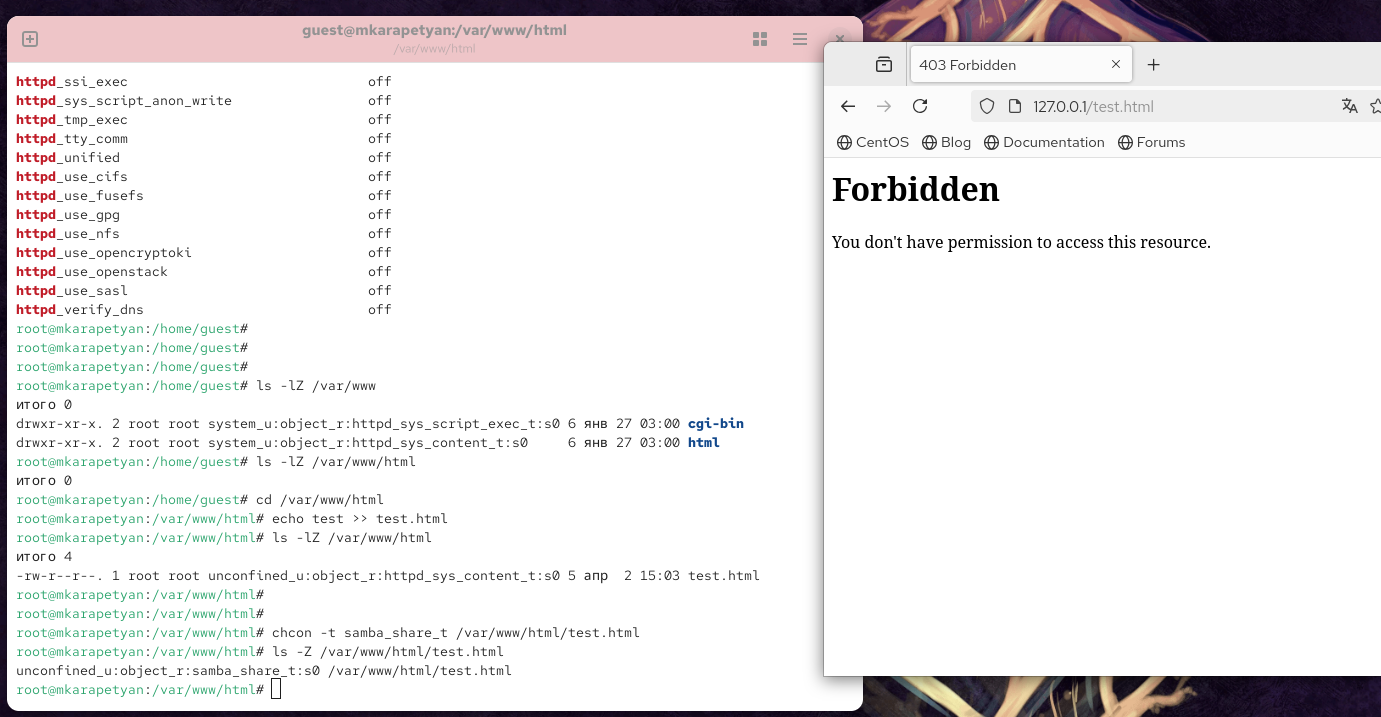 guest@mkarapetyan:/var/www/html
/var/www/html
httpd_ssi_exec                              off
httpd_sys_script_anon_write                 off
httpd_tmp_exec                              off
httpd_tty_comm                              off
httpd_unified                               off
httpd_use_cifs                              off
httpd_use_fusefs                            off
httpd_use_gpg                               off
httpd_use_nfs                               off
httpd_use_opencryptoki                      off
httpd_use_openstack                         off
httpd_use_sasl                              off
httpd_verify_dns                            off
root@mkarapetyan:/home/guest#
root@mkarapetyan:/home/guest#
root@mkarapetyan:/home/guest#
root@mkarapetyan:/home/guest# ls -lZ /var/www
итого 0
drwxr-xr-x. 2 root root system_u:object_r:httpd_sys_script_exec_t:s0 6 янв 27 03:00 cgi-bin
drwxr-xr-x. 2 root root system_u:object_r:httpd_sys_content_t:s0     6 янв 27 03:00 html
root@mkarapetyan:/home/guest# ls -lZ /var/www/html
итого 0
root@mkarapetyan:/home/guest# cd /var/www/html
root@mkarapetyan:/var/www/html# echo test >> test.html
root@mkarapetyan:/var/www/html# ls -lZ /var/www/html
итого 4
-rw-r--r--. 1 root root unconfined_u:object_r:httpd_sys_content_t:s0 5 апр  2 15:03 test.html
root@mkarapetyan:/var/www/html#
root@mkarapetyan:/var/www/html#
root@mkarapetyan:/var/www/html# chcon -t samba_share_t /var/www/html/test.html
root@mkarapetyan:/var/www/html# ls -Z /var/www/html/test.html
unconfined_u:object_r:samba_share_t:s0 /var/www/html/test.html
root@mkarapetyan:/var/www/html#
403 Forbidden
127.0.0.1/test.html
CentOS Blog Documentation Forums
Forbidden
You don't have permission to access this resource.